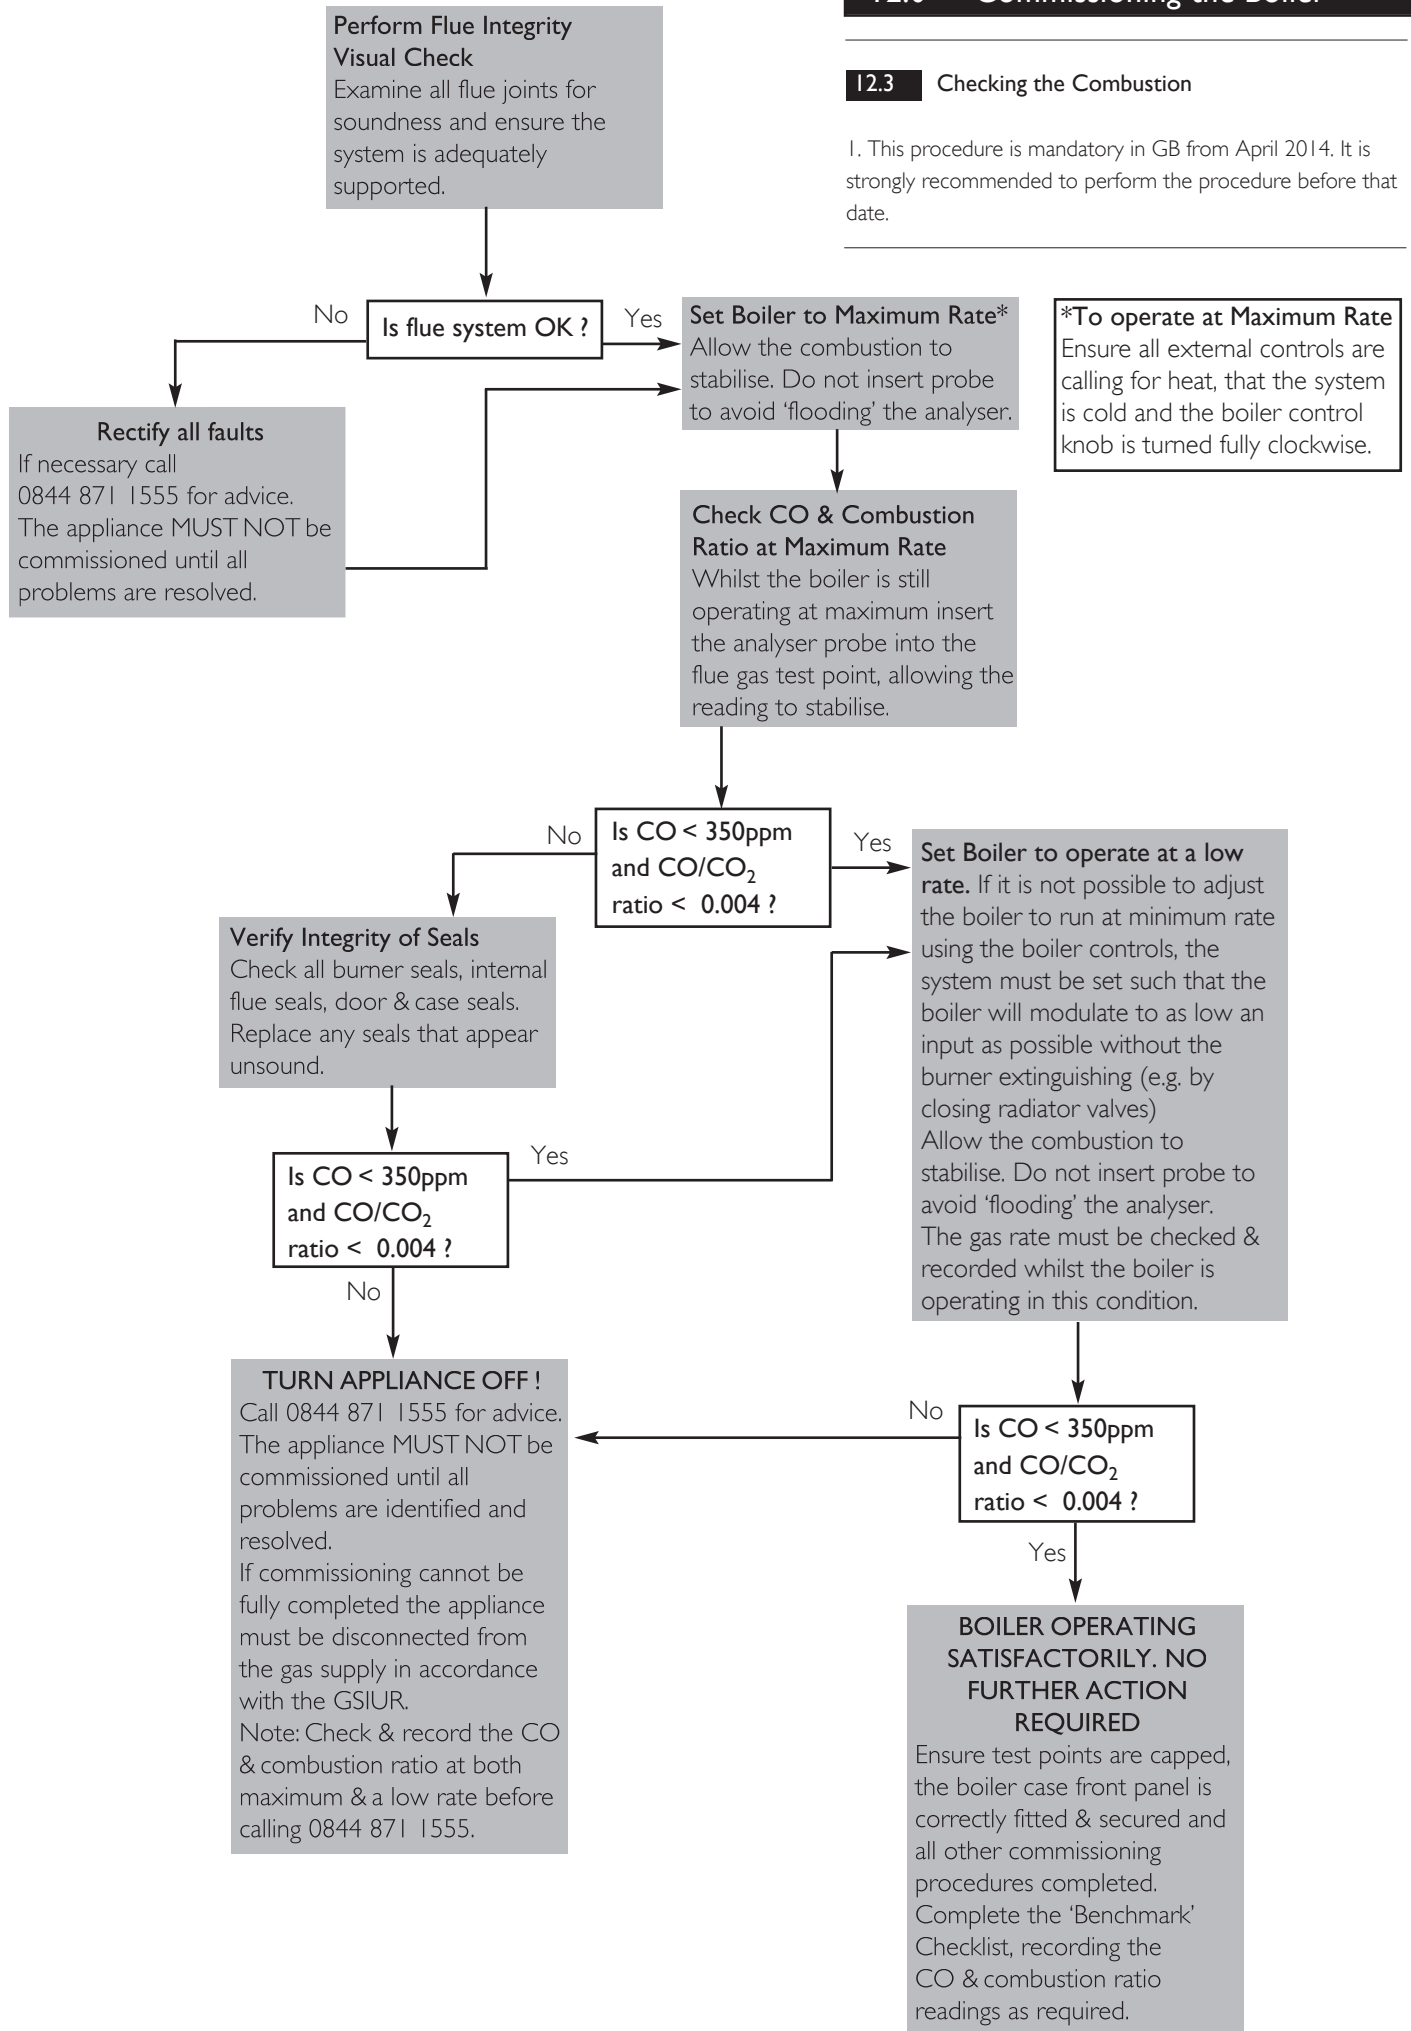 12.0 Commissioning the Boiler
12.3 Checking the Combustion
1. This procedure is mandatory in GB from April 2014. It is
strongly recommended to perform the procedure before that
date.
Perform Flue Integrity
Visual Check
Examine all flue joints for
soundness and ensure the
system is adequately
supported.
Is flue system OK ?
No
Yes
Rectify all faults
If necessary call
0844 871 1555 for advice.
The appliance MUST NOT be
commissioned until all
problems are resolved.
Set Boiler to Maximum Rate*
Allow the combustion to
stabilise. Do not insert probe
to avoid ‘flooding’ the analyser.
*To operate at Maximum Rate
Ensure all external controls are
calling for heat, that the system
is cold and the boiler control
knob is turned fully clockwise.
Check CO & Combustion
Ratio at Maximum Rate
Whilst the boiler is still
operating at maximum insert
the analyser probe into the
flue gas test point, allowing the
reading to stabilise.
Is CO < 350ppm
and CO/CO₂
ratio < 0.004 ?
No
Yes
Verify Integrity of Seals
Check all burner seals, internal
flue seals, door & case seals.
Replace any seals that appear
unsound.
Is CO < 350ppm
and CO/CO₂
ratio < 0.004 ?
Yes
No
Set Boiler to operate at a low
rate. If it is not possible to adjust
the boiler to run at minimum rate
using the boiler controls, the
system must be set such that the
boiler will modulate to as low an
input as possible without the
burner extinguishing (e.g. by
closing radiator valves)
Allow the combustion to
stabilise. Do not insert probe to
avoid ‘flooding’ the analyser.
The gas rate must be checked &
recorded whilst the boiler is
operating in this condition.
Is CO < 350ppm
and CO/CO₂
ratio < 0.004 ?
No
Yes
TURN APPLIANCE OFF !
Call 0844 871 1555 for advice.
The appliance MUST NOT be
commissioned until all
problems are identified and
resolved.
If commissioning cannot be
fully completed the appliance
must be disconnected from
the gas supply in accordance
with the GSIUR.
Note: Check & record the CO
& combustion ratio at both
maximum & a low rate before
calling 0844 871 1555.
BOILER OPERATING
SATISFACTORILY. NO
FURTHER ACTION
REQUIRED
Ensure test points are capped,
the boiler case front panel is
correctly fitted & secured and
all other commissioning
procedures completed.
Complete the ‘Benchmark’
Checklist, recording the
CO & combustion ratio
readings as required.